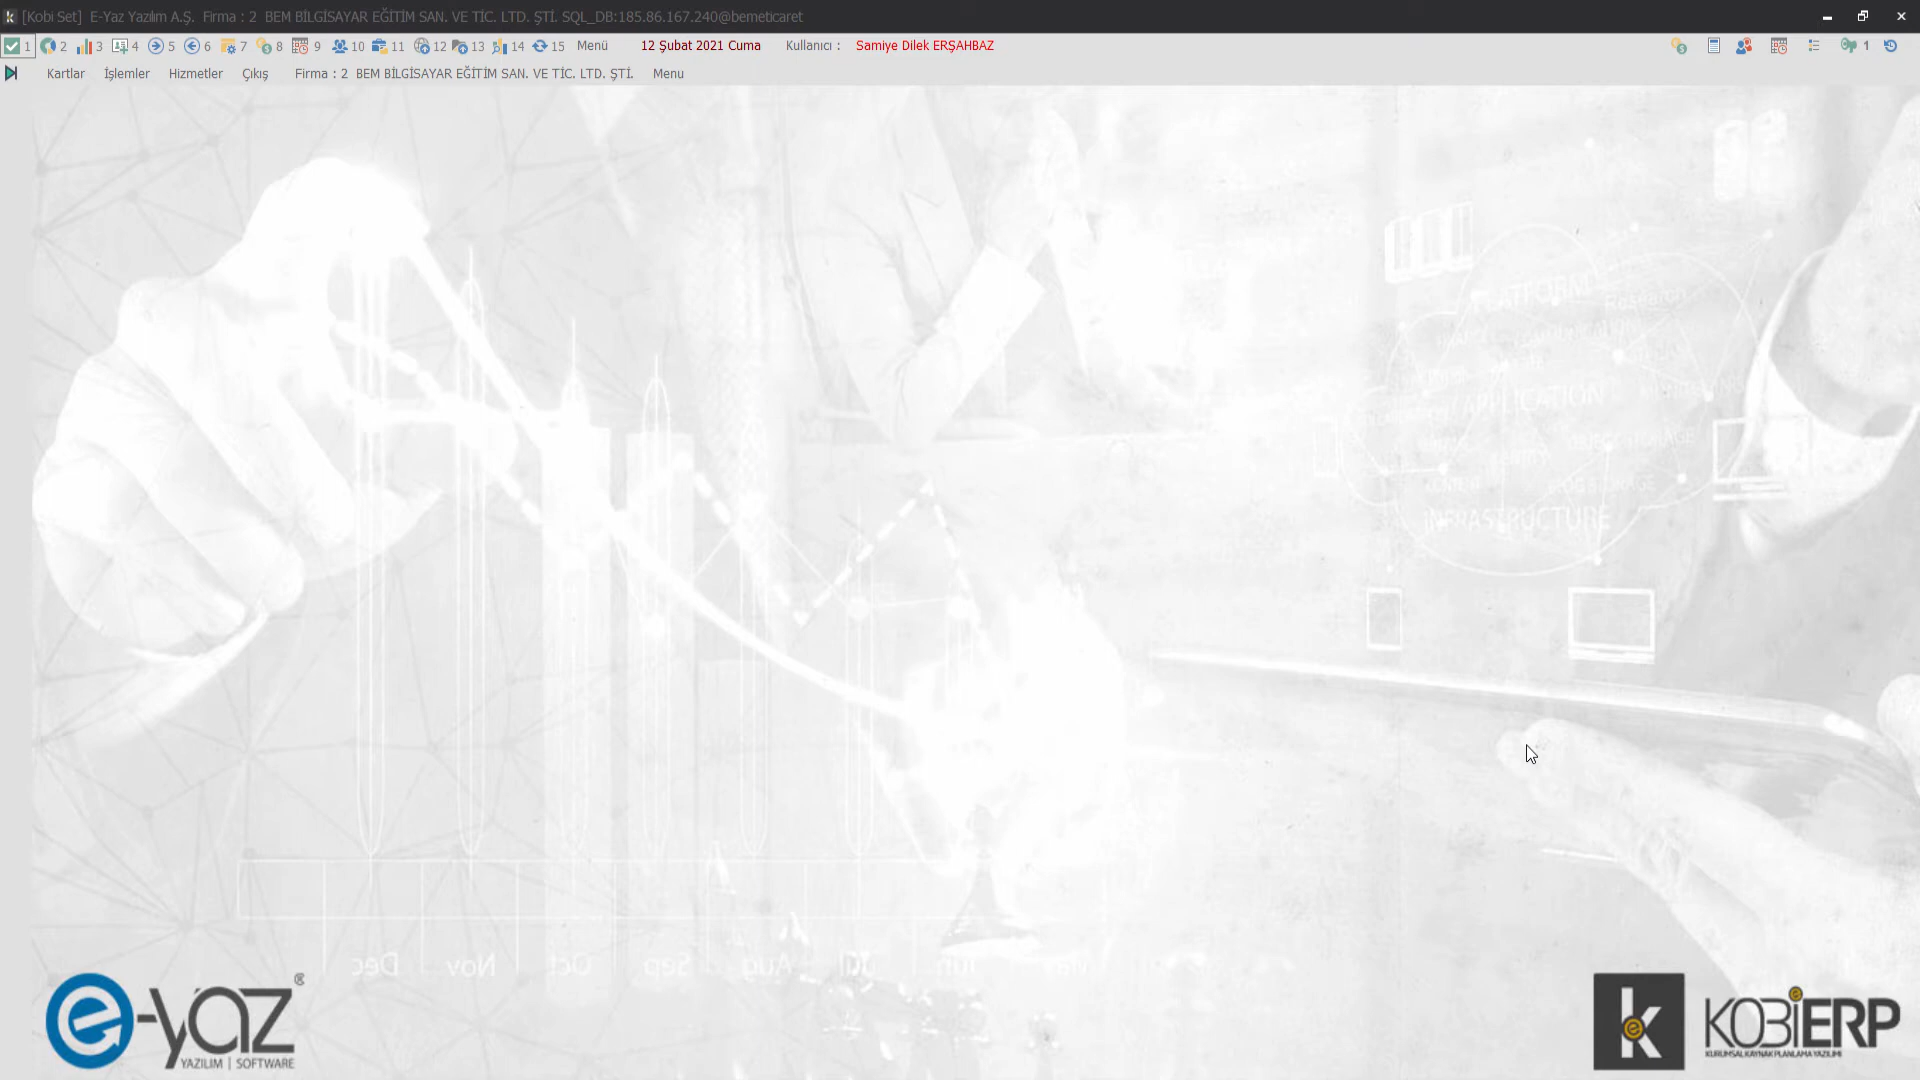 [Kobi Set] E-Yaz Yazılım A.Ş. Firma : 2 BEM BİLGİSAYAR EĞİTİM SAN. VE TİC. LTD. ŞTİ. SQL_DB:185.86.167.240@bemeticaret
1 2 3 4 5 6 7 8 9 10 11 12 13 14 15 Menü 12 Şubat 2021 Cuma Kullanıcı : Samiye Dilek ERŞAHBAZ 1
Kartlar İşlemler Hizmetler Çıkış Firma : 2 BEM BİLGİSAYAR EĞİTİM SAN. VE TİC. LTD. ŞTİ. Menu
PLATFORM
Research
APPLICATION
INFRASTRUCTURE
Dec Nov Oct Sep Aug Jul Jun
e-yaz
YAZILIM | SOFTWARE
k
KOBİERP
KURUMSAL KAYNAK PLANLAMA YAZILIMI